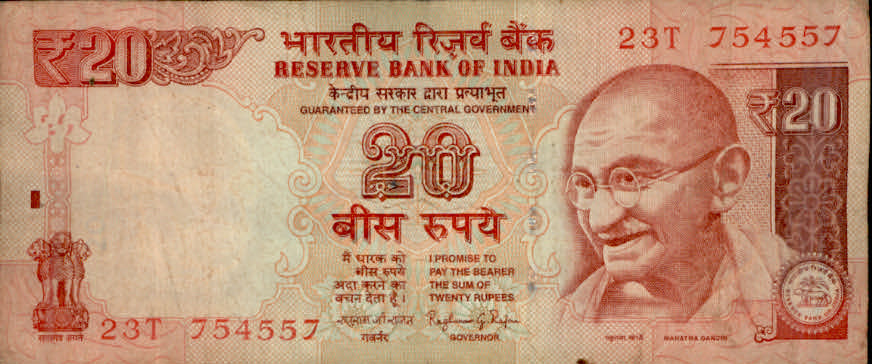 ₹20
भारतीय रिज़र्व बैंक
RESERVE BANK OF INDIA
केन्द्रीय सरकार द्वारा प्रत्याभूत
GUARANTEED BY THE CENTRAL GOVERNMENT
23T 754557
₹20
20
बीस रुपये
मैं धारक को
बीस रुपये
अदा करने का
वचन देता हूँ ।
I PROMISE TO
PAY THE BEARER
THE SUM OF
TWENTY RUPEES
Raghuram G. Rajan
गवर्नर
GOVERNOR
सत्यमेव जयते
23T 754557
महात्मा गांधी
MAHATMA GANDHI